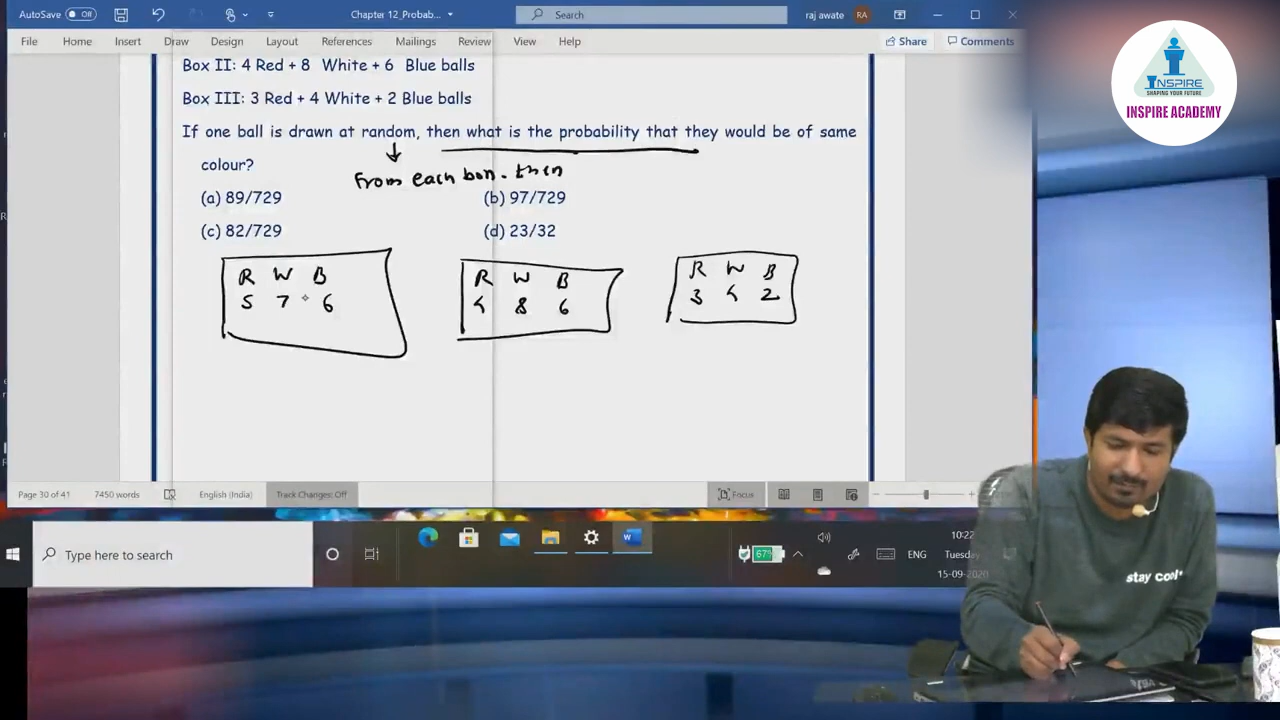 AutoSave Off Chapter 12_Probab... Search raj awate RA
File Home Insert Draw Design Layout References Mailings Review View Help Share Comments
INSPIRE
SHAPING YOUR FUTURE
INSPIRE ACADEMY
Box II: 4 Red + 8 White + 6 Blue balls
Box III: 3 Red + 4 White + 2 Blue balls
If one ball is drawn at random, then what is the probability that they would be of same
colour?
From each box. then
(a) 89/729 (b) 97/729
(c) 82/729 (d) 23/32
R W B R W B R W B
5 7 6 4 8 6 3 4 2
Page 30 of 41 7450 words English (India) Track Changes: Off Focus
Type here to search 67% ENG 10:22
Tuesday
15-09-2020
stay cool